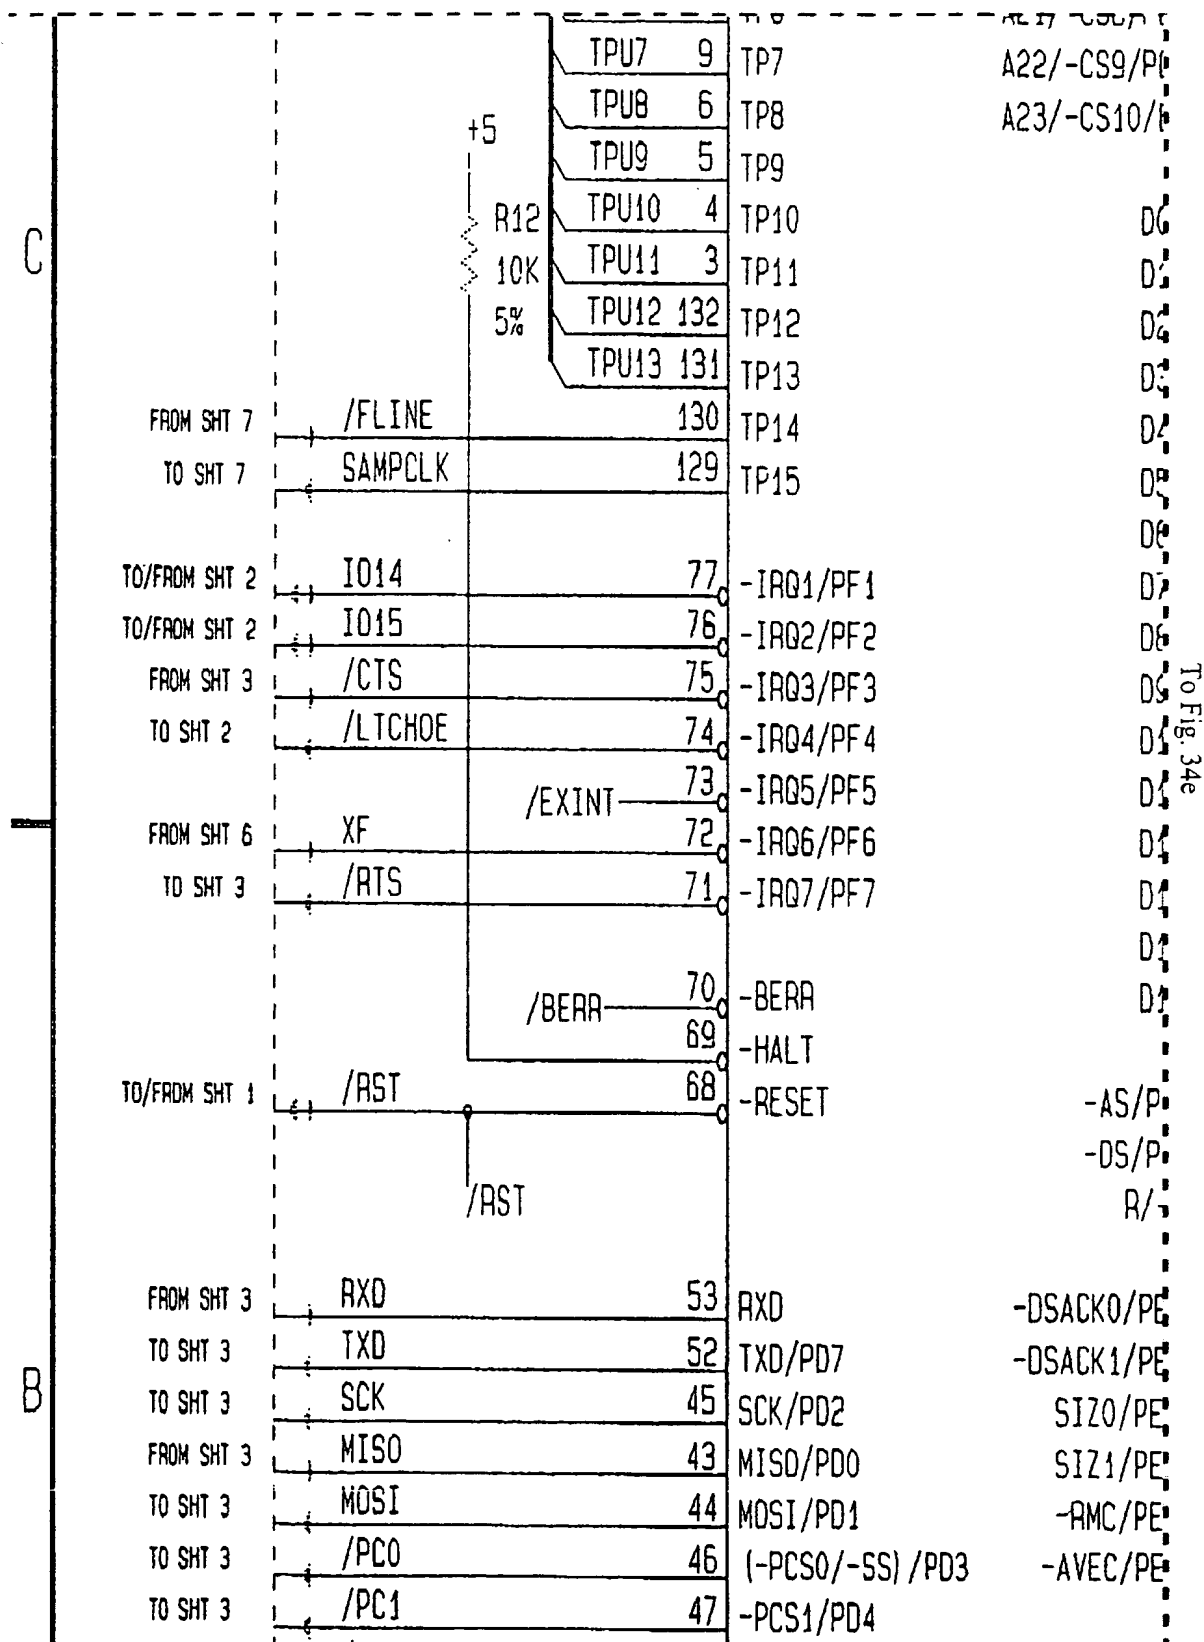 TPU7 9 TP7 A22/-CS9/P
TPU8 6 TP8 A23/-CS10/
+5
TPU9 5 TP9
C
R12 TPU10 4 TP10
10K TPU11 3 TP11
5% TPU12 132 TP12
TPU13 131 TP13
FROM SHT 7 /FLINE 130 TP14
TO SHT 7 SAMPCLK 129 TP15
TO/FROM SHT 2 IO14 77 -IRQ1/PF1
TO/FROM SHT 2 IO15 76 -IRQ2/PF2
FROM SHT 3 /CTS 75 -IRQ3/PF3
TO SHT 2 /LTCHOE 74 -IRQ4/PF4
To Fig. 34e
/EXINT 73 -IRQ5/PF5
FROM SHT 6 XF 72 -IRQ6/PF6
TO SHT 3 /RTS 71 -IRQ7/PF7
/BERR 70 -BERR
69 -HALT
TO/FROM SHT 1 /RST 68 -RESET -AS/P
-DS/P
/RST R/-
FROM SHT 3 RXD 53 RXD -DSACK0/PE
TO SHT 3 TXD 52 TXD/PD7 -DSACK1/PE
B
TO SHT 3 SCK 45 SCK/PD2 SIZ0/PE
FROM SHT 3 MISO 43 MISO/PD0 SIZ1/PE
TO SHT 3 MOSI 44 MOSI/PD1 -RMC/PE
TO SHT 3 /PC0 46 (-PCS0/-SS)/PD3 -AVEC/PE
TO SHT 3 /PC1 47 -PCS1/PD4